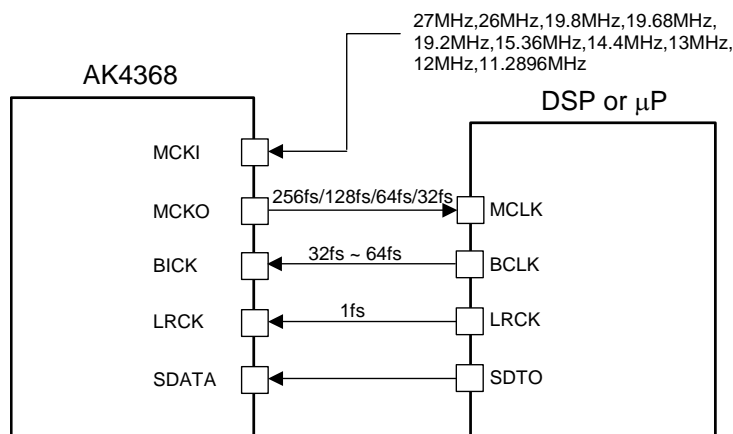 27MHz,26MHz,19.8MHz,19.68MHz,
19.2MHz,15.36MHz,14.4MHz,13MHz,
12MHz,11.2896MHz
AK4368
DSP or μP
MCKI
MCKO
256fs/128fs/64fs/32fs
MCLK
BICK
32fs ~ 64fs
BCLK
LRCK
1fs
LRCK
SDATA
SDTO